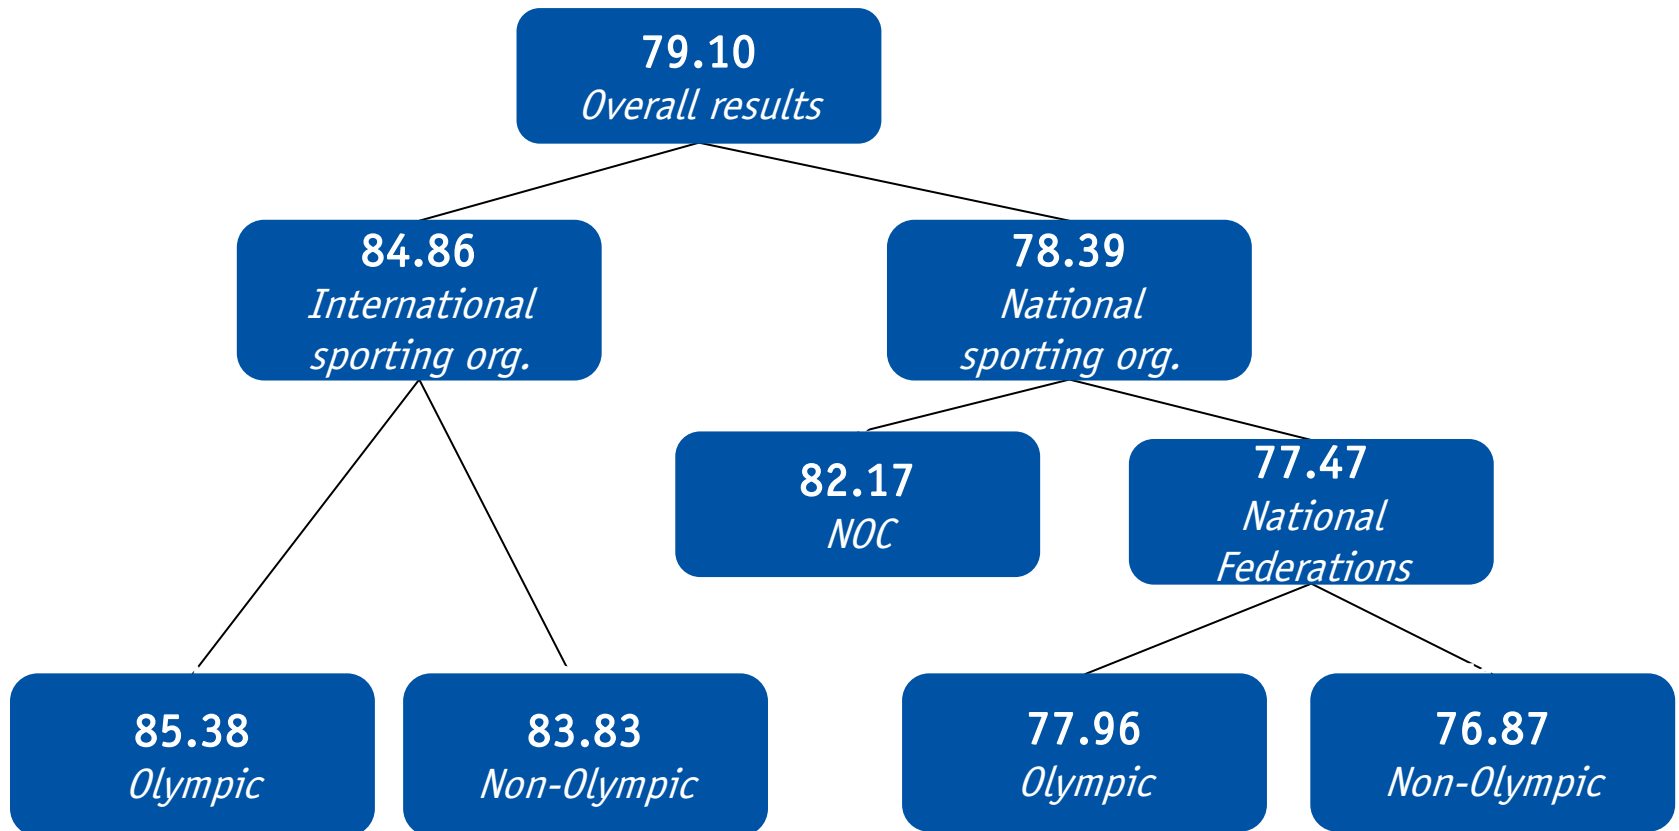 79.10
Overall results
84.86
International
sporting org.
78.39
National
sporting org.
82.17
NOC
77.47
National
Federations
85.38
Olympic
83.83
Non-Olympic
77.96
Olympic
76.87
Non-Olympic